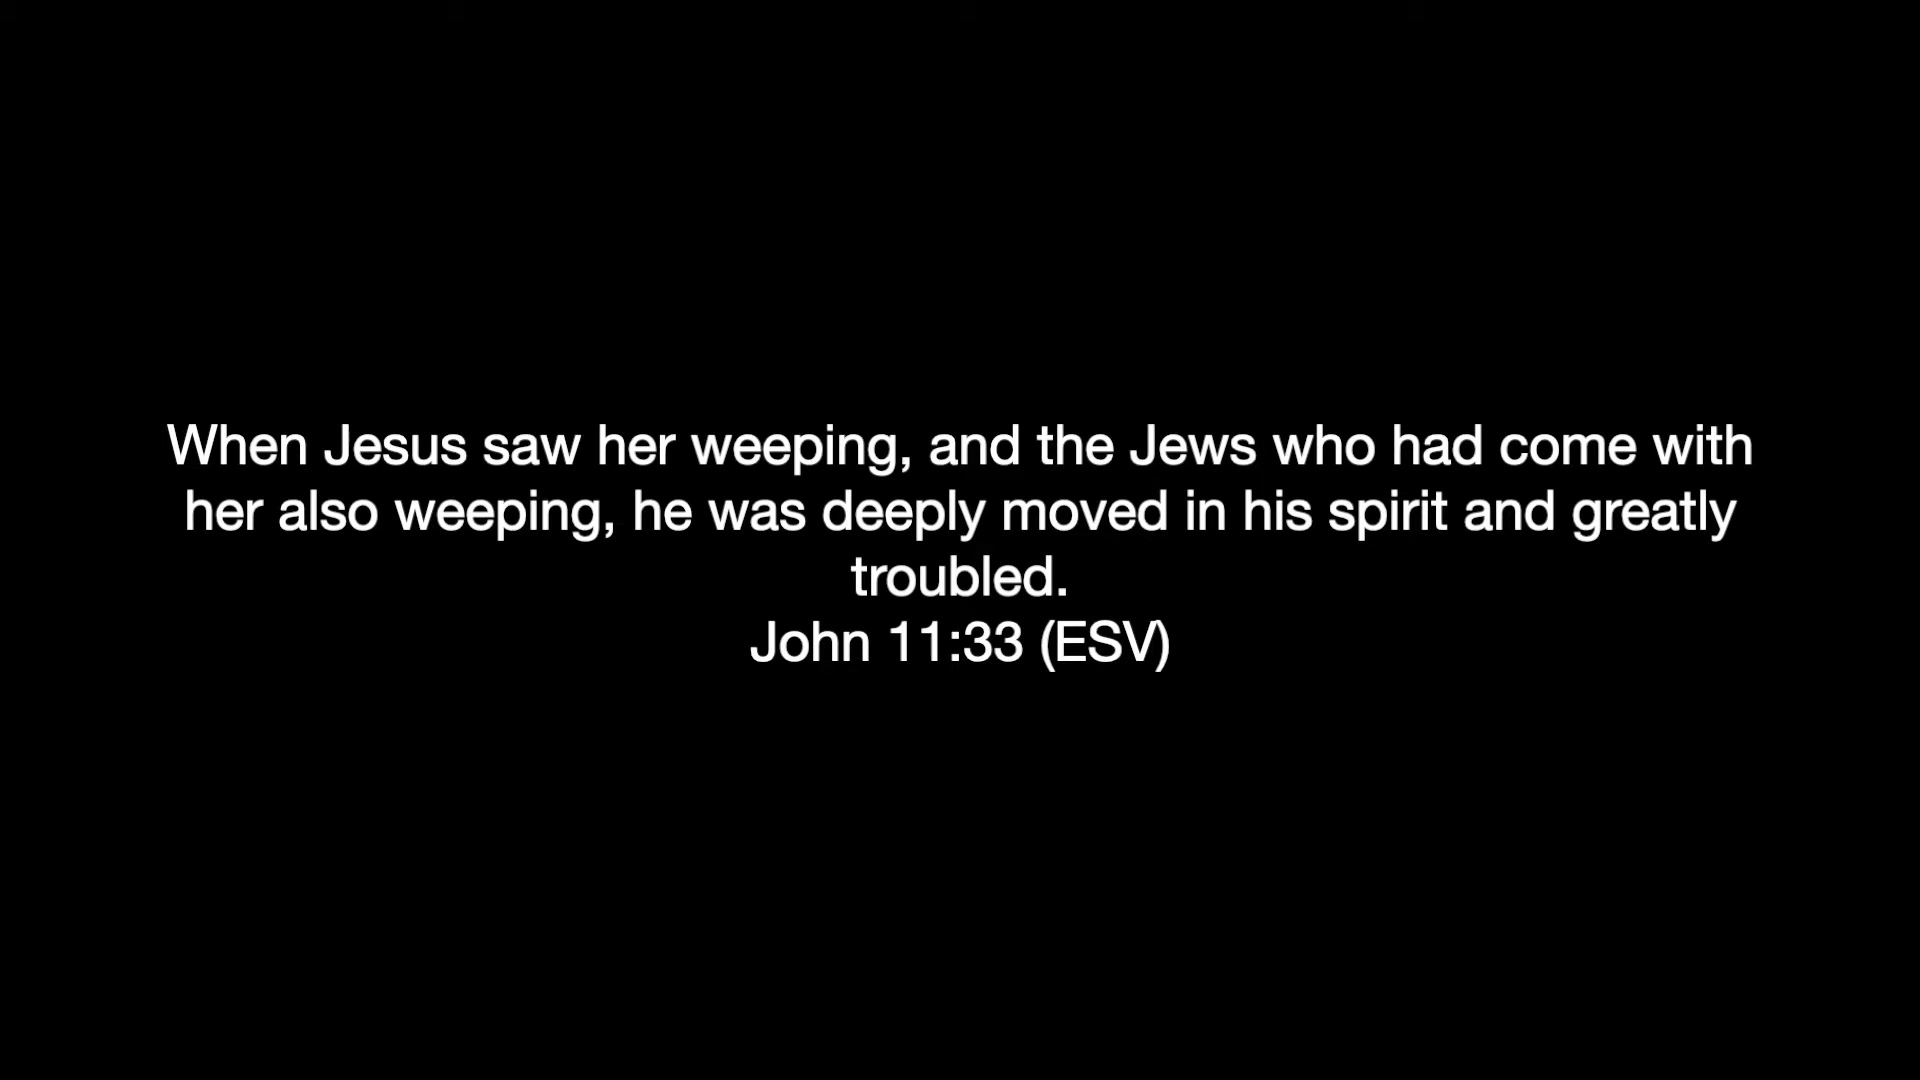 When Jesus saw her weeping, and the Jews who had come with
her also weeping, he was deeply moved in his spirit and greatly
troubled.
John 11:33 (ESV)